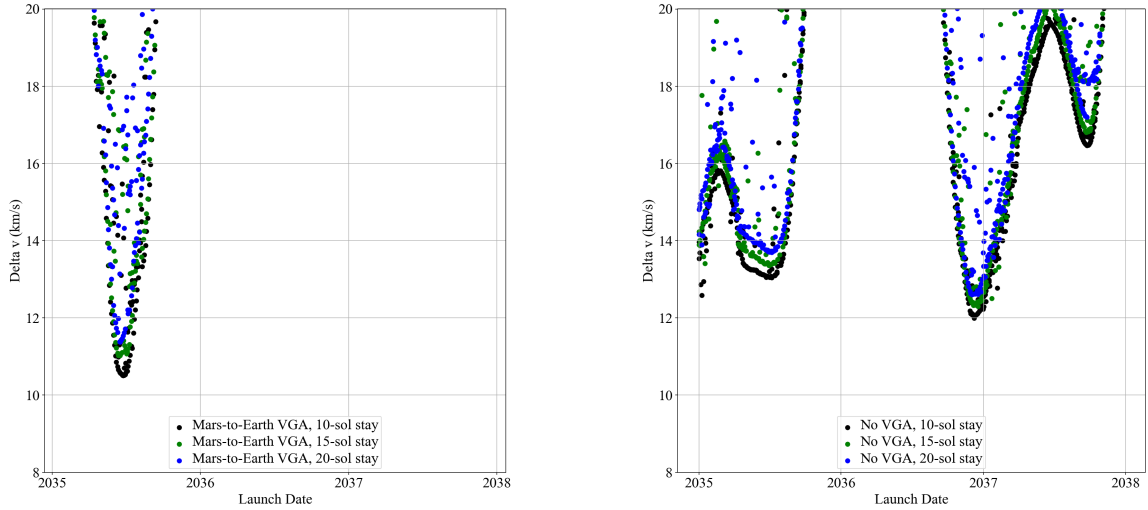 20
18
16
14
12
10
8
Delta v (km/s)
2035
2036
2037
2038
Launch Date
Mars-to-Earth VGA, 10-sol stay
Mars-to-Earth VGA, 15-sol stay
Mars-to-Earth VGA, 20-sol stay
20
18
16
14
12
10
8
Delta v (km/s)
2035
2036
2037
2038
Launch Date
No VGA, 10-sol stay
No VGA, 15-sol stay
No VGA, 20-sol stay